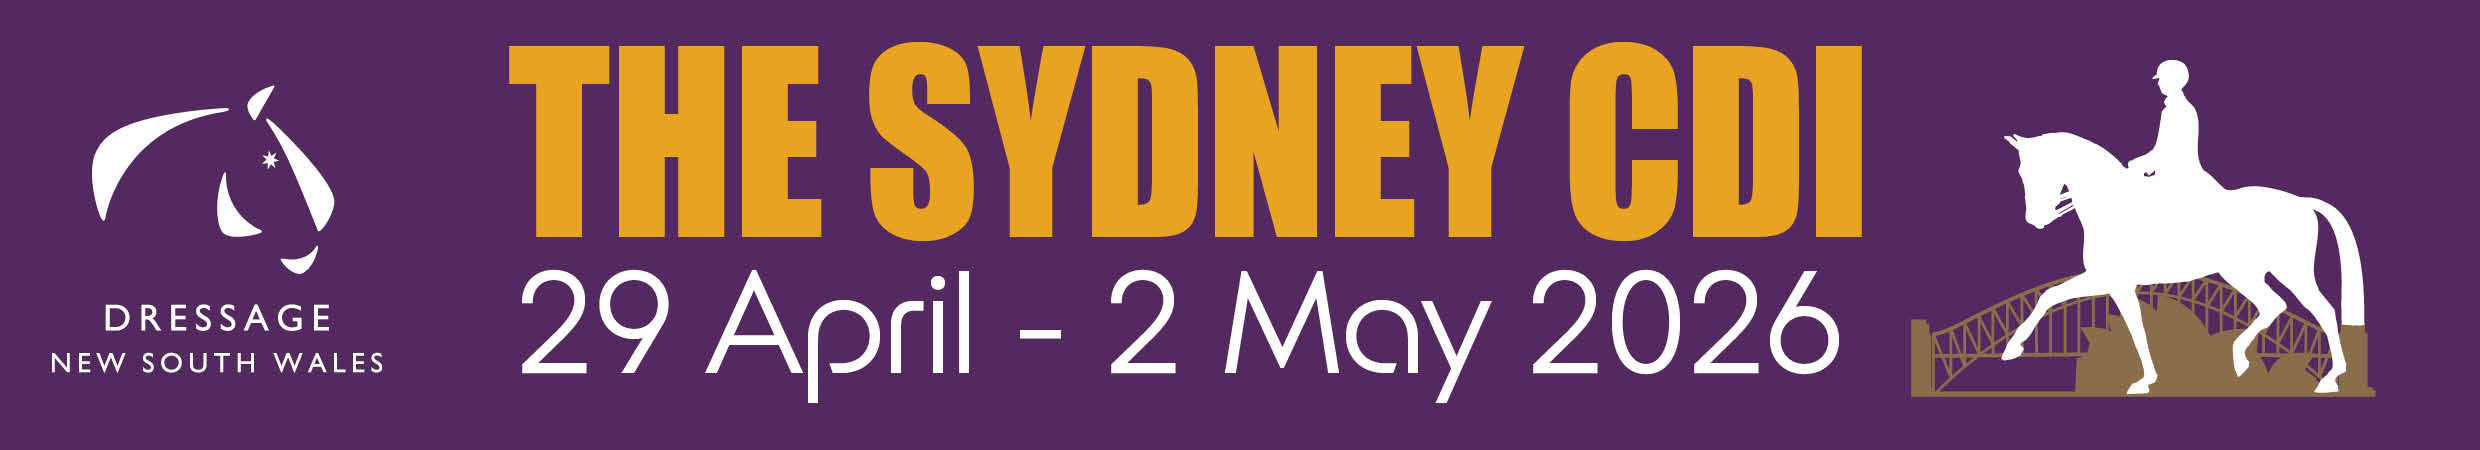 DRESSAGE
NEW SOUTH WALES
THE SYDNEY CDI
29 April - 2 May 2026